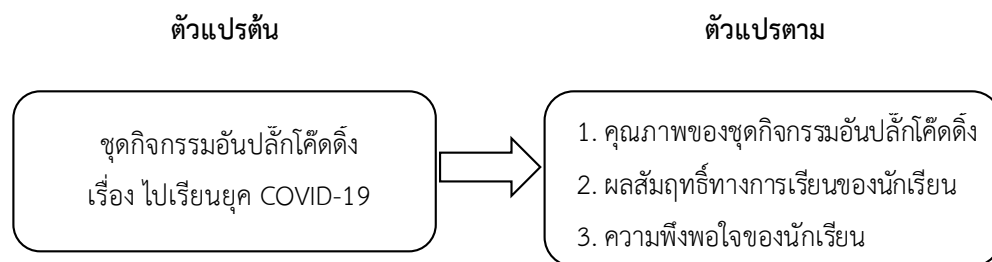 ตัวแปรต้น
ตัวแปรตาม
ชุดกิจกรรมอันปลั๊กโค๊ดดิ้ง
เรื่อง ไปเรียนยุค COVID-19
1. คุณภาพของชุดกิจกรรมอันปลั๊กโค๊ดดิ้ง
2. ผลสัมฤทธิ์ทางการเรียนของนักเรียน
3. ความพึงพอใจของนักเรียน